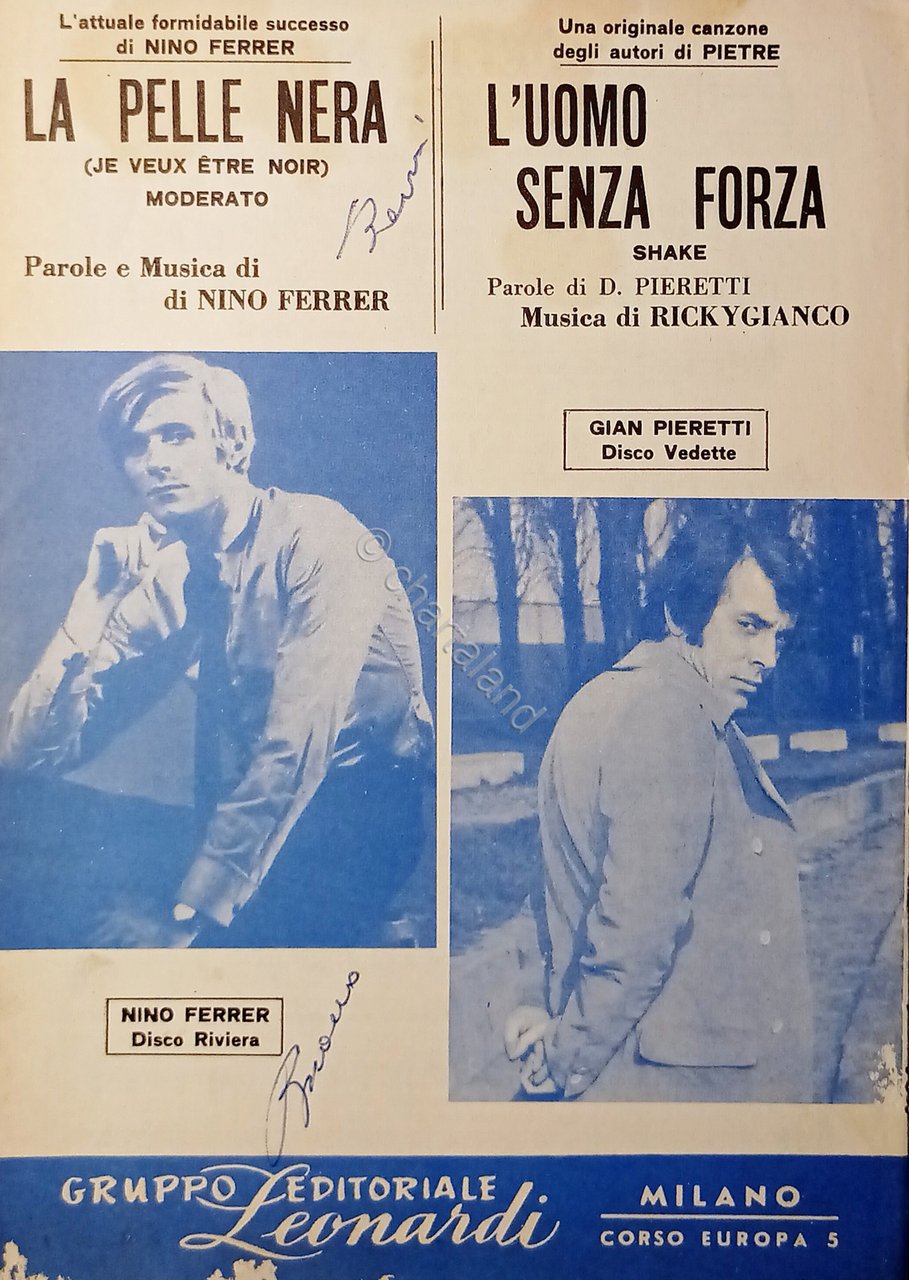 L'attuale formidabile successo
di NINO FERRER
LA PELLE NERA
(JE VEUX ÊTRE NOIR)
MODERATO
Parole e Musica di
di NINO FERRER
Una originale canzone
degli autori di PIETRE
L'UOMO
SENZA FORZA
SHAKE
Parole di D. PIERETTI
Musica di RICKYGIANCO
GIAN PIERETTI
Disco Vedette
© chartaland
NINO FERRER
Disco Riviera
GRUPPO EDITORIALE
Leonardi
MILANO
CORSO EUROPA 5